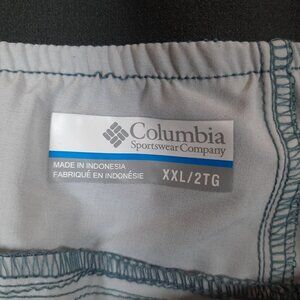 Columbia
Sportswear Company
MADE IN INDONESIA
FABRIQUÉ EN INDONÉSIE
XXL/2TG